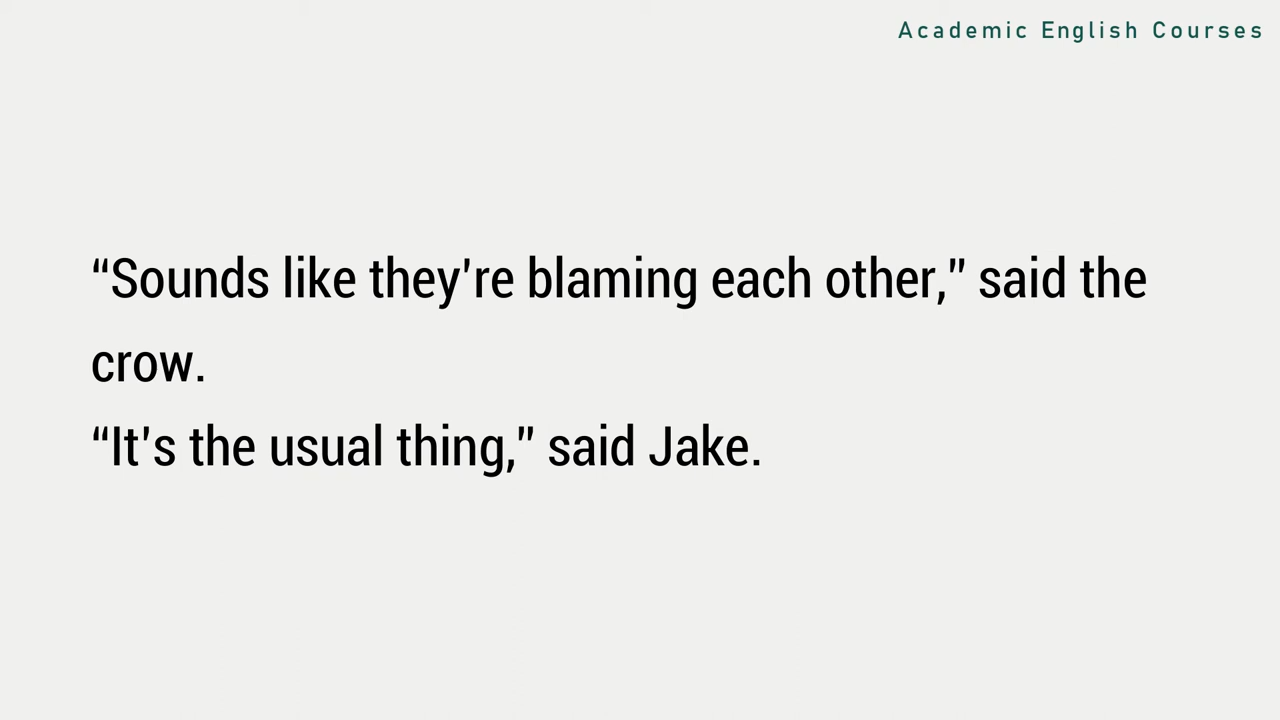 Academic English Courses
“Sounds like they’re blaming each other,” said the
crow.
“It’s the usual thing,” said Jake.